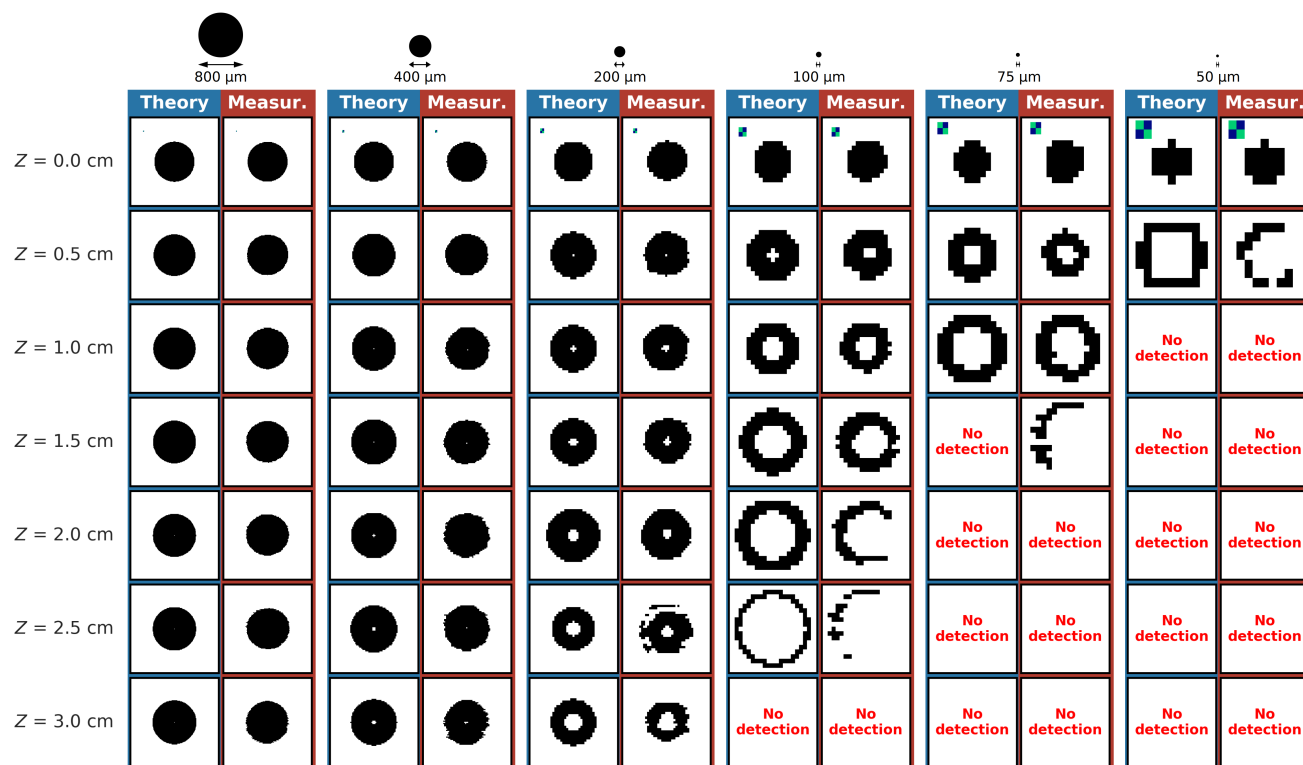 800 μm 400 μm 200 μm 100 μm 75 μm 50 μm
Theory Measur. Theory Measur. Theory Measur. Theory Measur. Theory Measur. Theory Measur.
Z = 0.0 cm
Z = 0.5 cm
Z = 1.0 cm
No detection No detection
Z = 1.5 cm
No detection No detection No detection
Z = 2.0 cm
No detection No detection No detection No detection
Z = 2.5 cm
No detection No detection No detection No detection
Z = 3.0 cm
No detection No detection No detection No detection No detection No detection